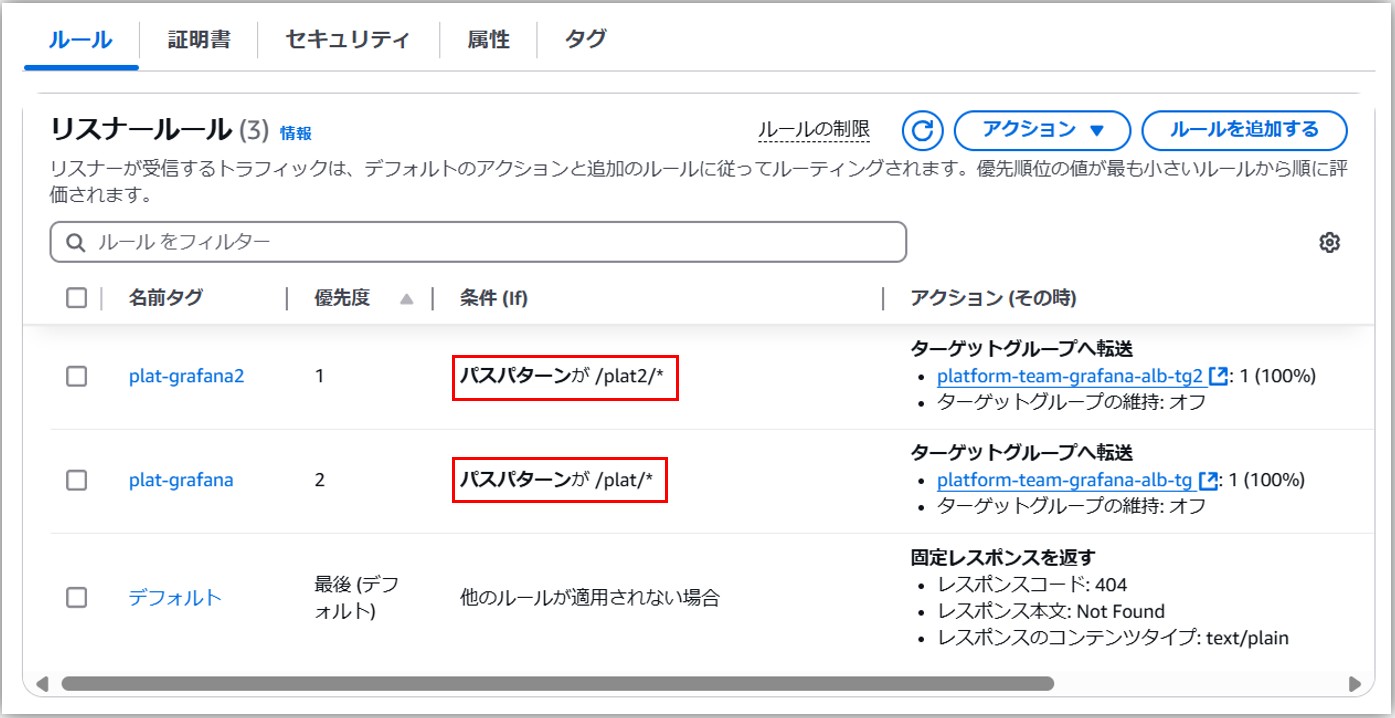 ルール 証明書 セキュリティ 属性 タグ
リスナールール (3) 情報 ルールの制限 アクション ルールを追加する
リスナーが受信するトラフィックは、デフォルトのアクションと追加のルールに従ってルーティングされます。優先順位の値が最も小さいルールから順に評
価されます。
ルール をフィルター
名前タグ 優先度 条件 (If) アクション (その時)
ターゲットグループへ転送
plat-grafana2 1 パスパターンが /plat2/* • platform-team-grafana-alb-tg2: 1 (100%)
• ターゲットグループの維持: オフ
ターゲットグループへ転送
plat-grafana 2 パスパターンが /plat/* • platform-team-grafana-alb-tg: 1 (100%)
• ターゲットグループの維持: オフ
固定レスポンスを返す
最後 (デフ • レスポンスコード: 404
デフォルト 他のルールが適用されない場合
ォルト) • レスポンス本文: Not Found
• レスポンスのコンテンツタイプ: text/plain